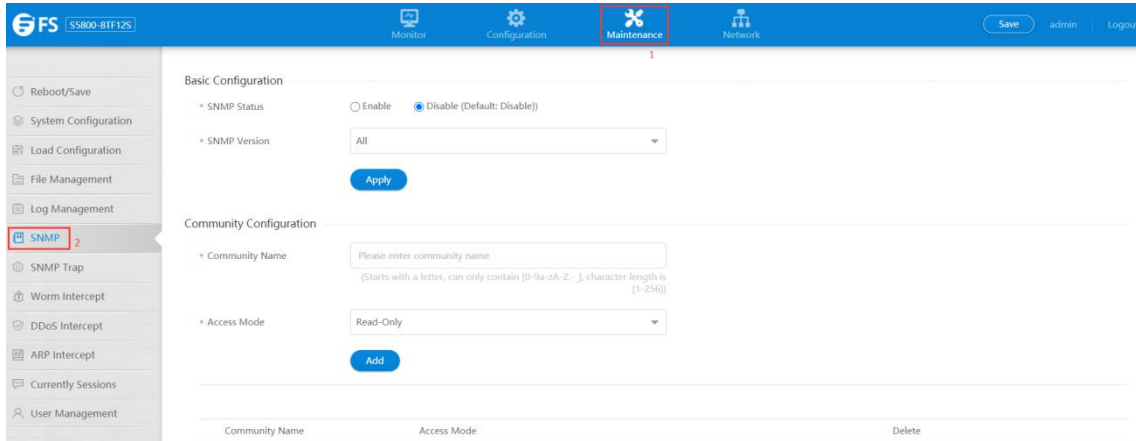 FS S5800-8TF12S
Monitor Configuration Maintenance Network
Save admin Logou
1
Reboot/Save
System Configuration
Load Configuration
File Management
Log Management
SNMP 2
SNMP Trap
Worm Intercept
DDoS Intercept
ARP Intercept
Currently Sessions
User Management
Basic Configuration
* SNMP Status Enable Disable (Default: Disable))
* SNMP Version All
Apply
Community Configuration
* Community Name Please enter community name
(Starts with a letter, can only contain [0-9a-zA-Z.-_], character length is
[1-256])
* Access Mode Read-Only
Add
Community Name Access Mode Delete